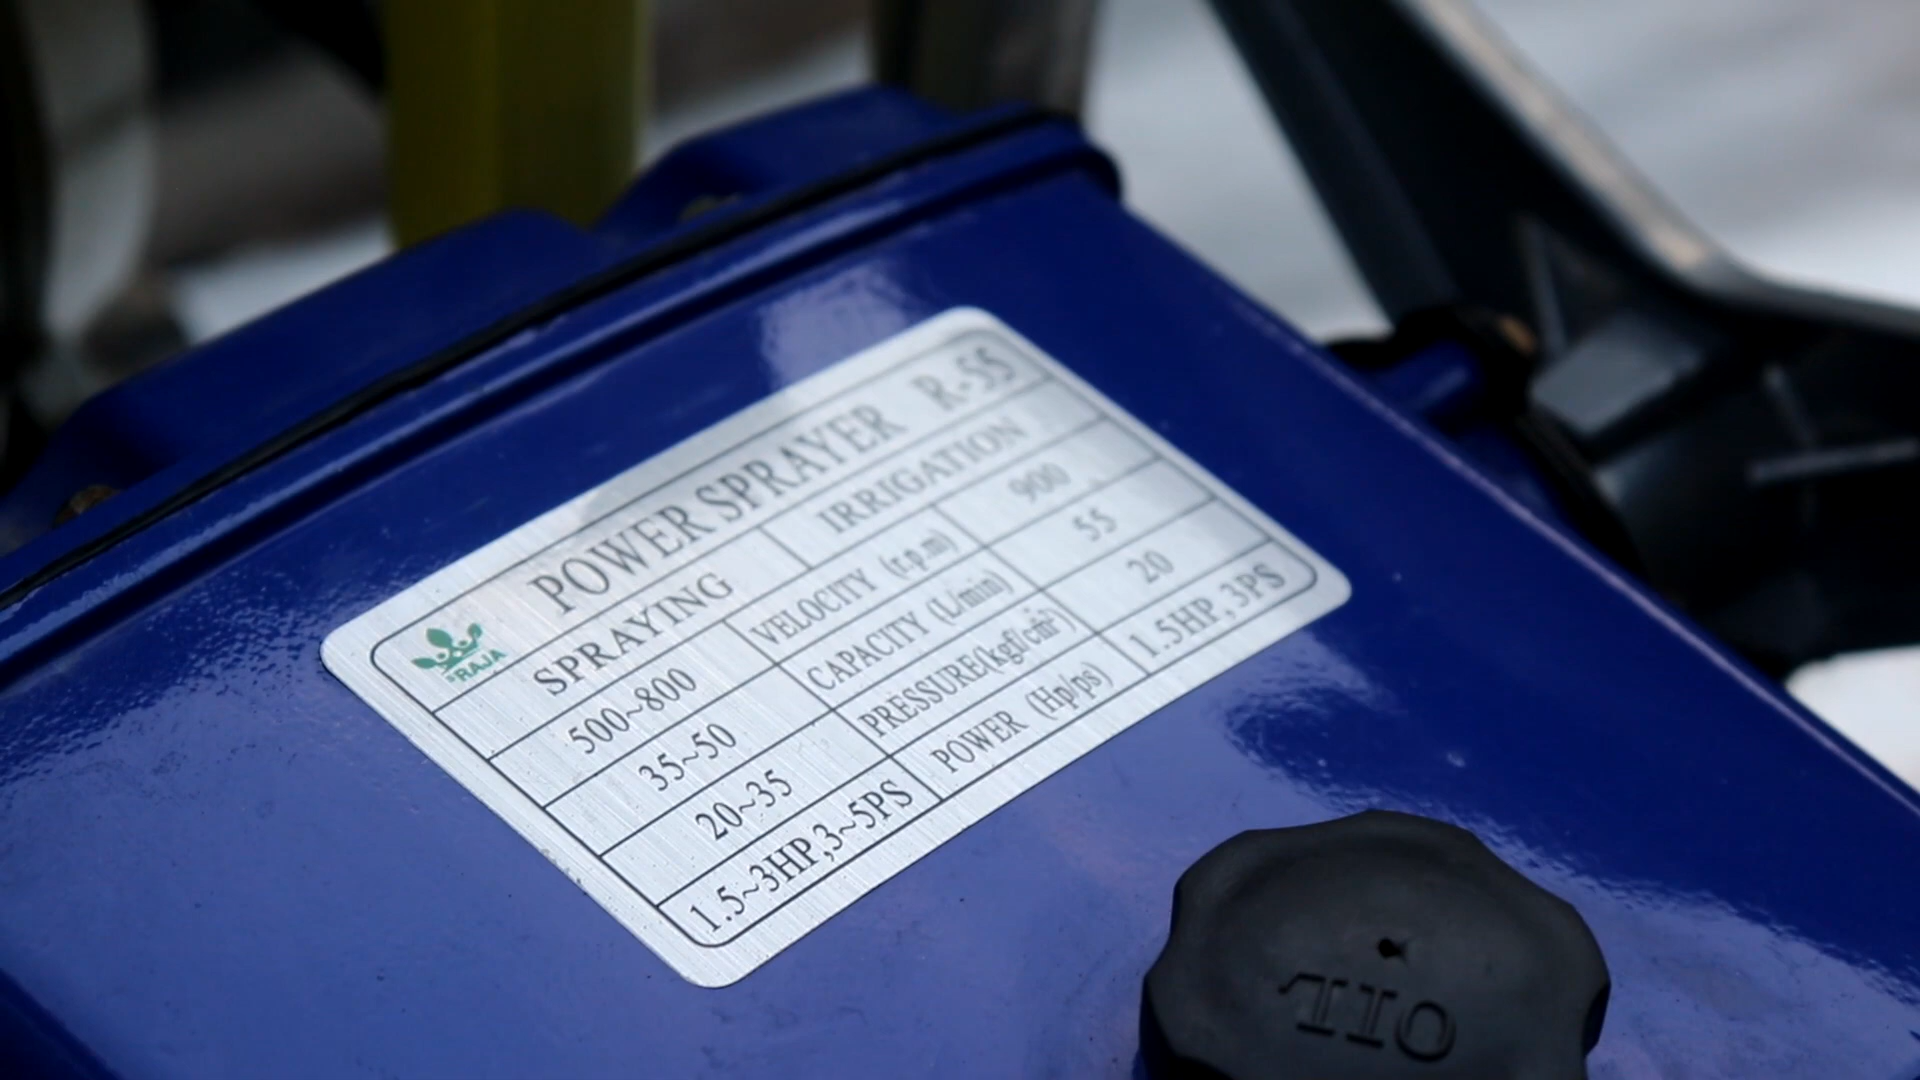 RAJA
POWER SPRAYER R-55
SPRAYING IRRIGATION
500~800 VELOCITY (r.p.m) 900
35~50 CAPACITY (L/min) 55
20~35 PRESSURE(kgf/cm²) 20
1.5~3HP,3~5PS POWER (Hp/ps) 1.5HP,3PS
OIL